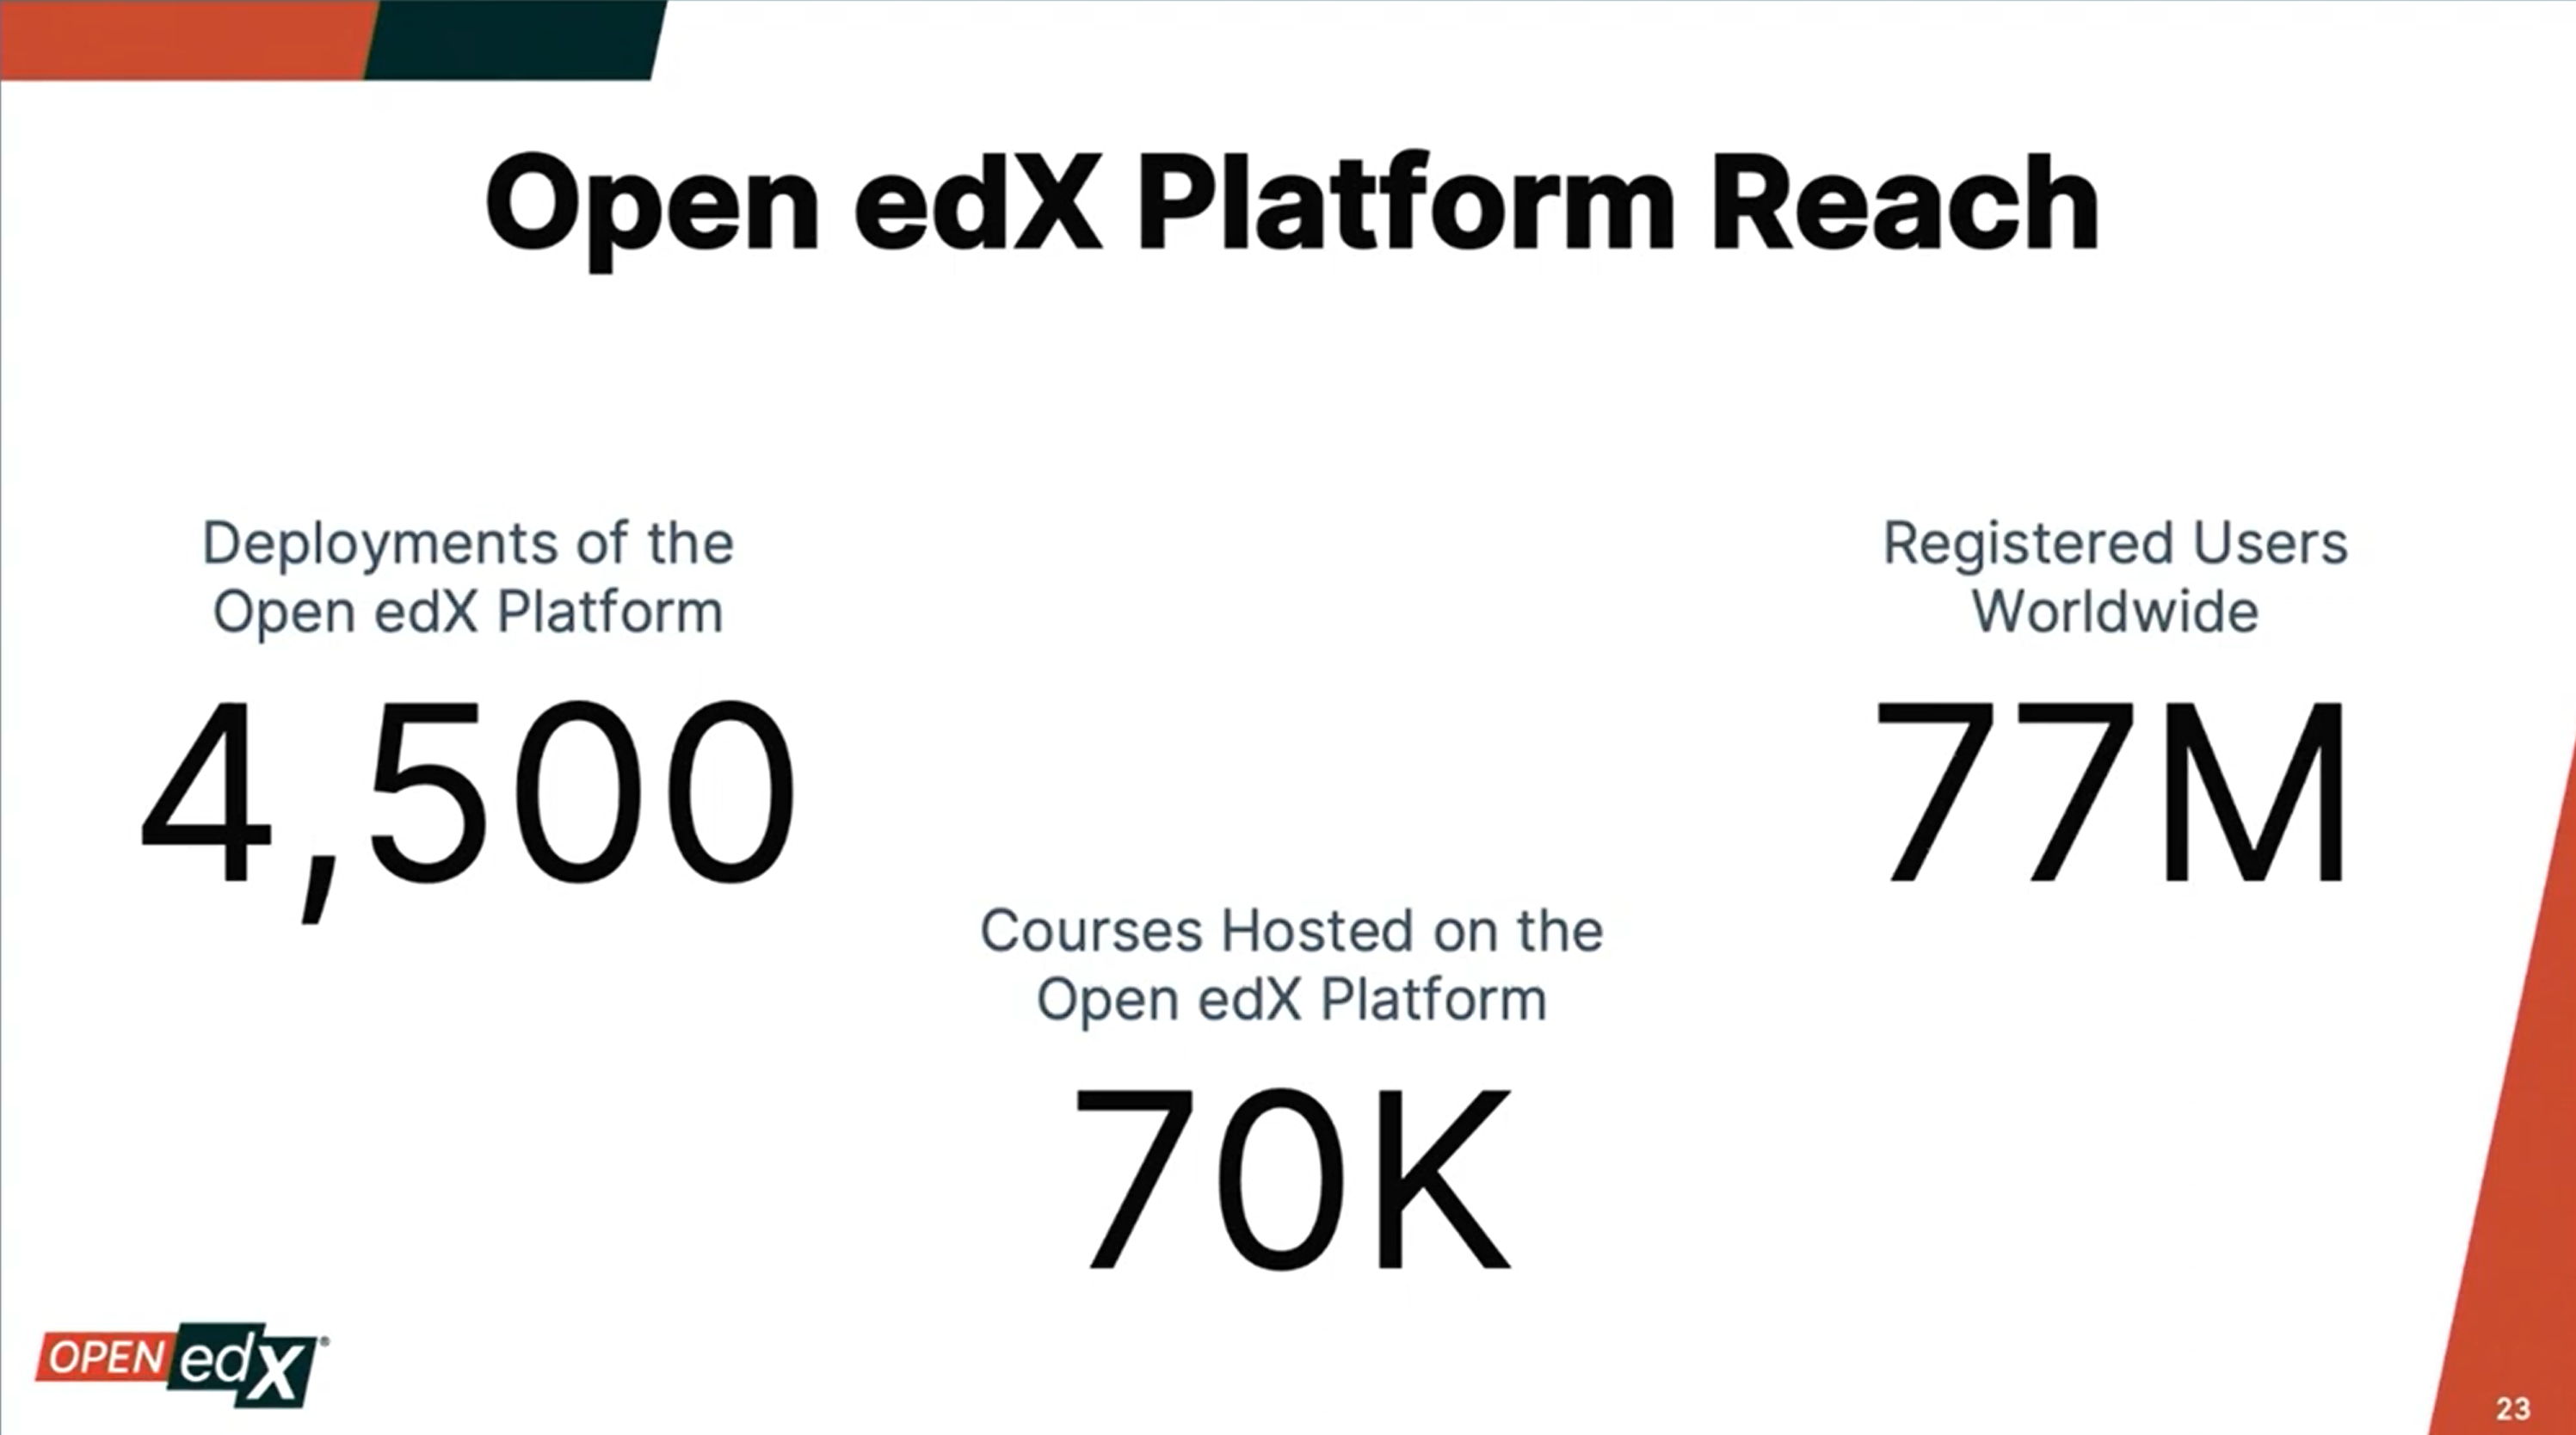 Open edX Platform Reach
Deployments of the
Open edX Platform
4,500
Registered Users
Worldwide
77M
Courses Hosted on the
Open edX Platform
70K
OPEN edX®
23